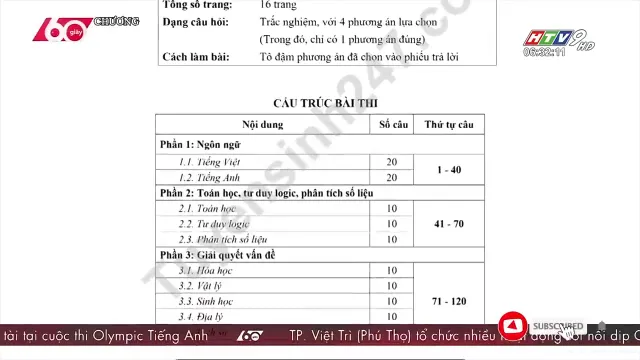 60 giây
CHƯƠNG
HTV9 HD
06:32:11
Tổng số trang: 16 trang
Dạng câu hỏi: Trắc nghiệm, với 4 phương án lựa chọn
(Trong đó, chỉ có 1 phương án đúng)
Cách làm bài: Tô đậm phương án đã chọn vào phiếu trả lời
CẤU TRÚC BÀI THI
Nội dung Số câu Thứ tự câu
Phần 1: Ngôn ngữ
1.1. Tiếng Việt 20 1 - 40
1.2. Tiếng Anh 20
Phần 2: Toán học, tư duy logic, phân tích số liệu
2.1. Toán học 10
2.2. Tư duy logic 10 41 - 70
2.3. Phân tích số liệu 10
Phần 3: Giải quyết vấn đề
3.1. Hóa học 10
3.2. Vật lý 10
3.3. Sinh học 10 71 - 120
3.4. Địa lý 10
Tuyensinh247.com
SUBSCRIBED
tài tại cuộc thi Olympic Tiếng Anh 60 TP. Việt Trì (Phú Thọ) tổ chức nhiều